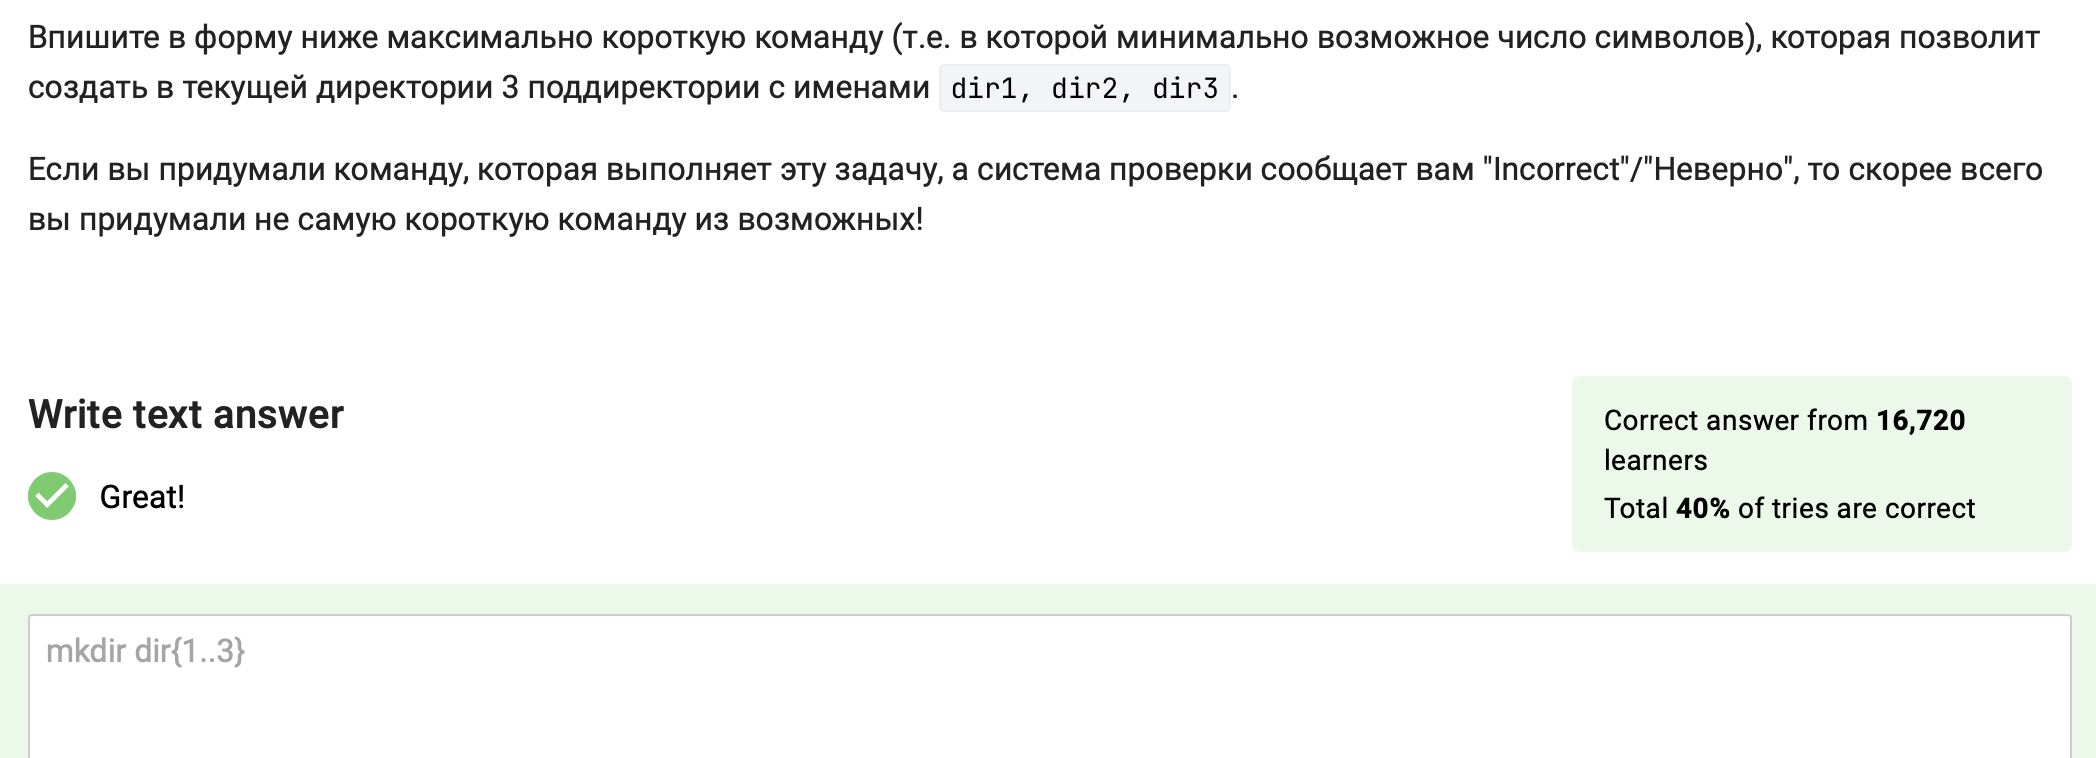 Впишите в форму ниже максимально короткую команду (т.е. в которой минимально возможное число символов), которая позволит
создать в текущей директории 3 поддиректории с именами dir1, dir2, dir3.
Если вы придумали команду, которая выполняет эту задачу, а система проверки сообщает вам "Incorrect"/"Неверно", то скорее всего
вы придумали не самую короткую команду из возможных!
Write text answer
Great!
Correct answer from 16,720
learners
Total 40% of tries are correct
mkdir dir{1..3}